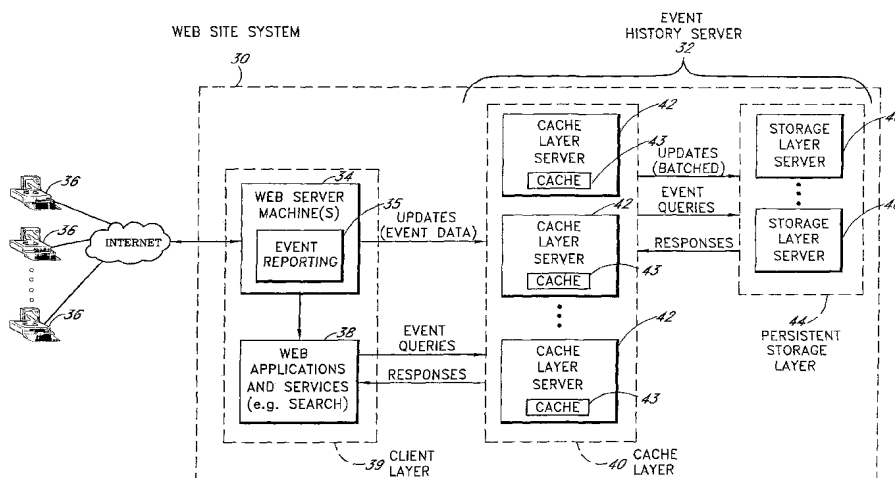 WEB SITE SYSTEM
30
EVENT
HISTORY SERVER
32
36
36
36
INTERNET
34
WEB SERVER
MACHINE(S)
35
EVENT
REPORTING
UPDATES
(EVENT DATA)
38
WEB
APPLICATIONS
AND SERVICES
(e.g. SEARCH)
EVENT
QUERIES
RESPONSES
39
CLIENT
LAYER
42
CACHE
LAYER
SERVER
43
CACHE
42
CACHE
LAYER
SERVER
CACHE
43
42
CACHE
LAYER
SERVER
CACHE
43
40
CACHE
LAYER
UPDATES
(BATCHED)
EVENT
QUERIES
RESPONSES
STORAGE
LAYER
SERVER
STORAGE
LAYER
SERVER
44
PERSISTENT
STORAGE
LAYER